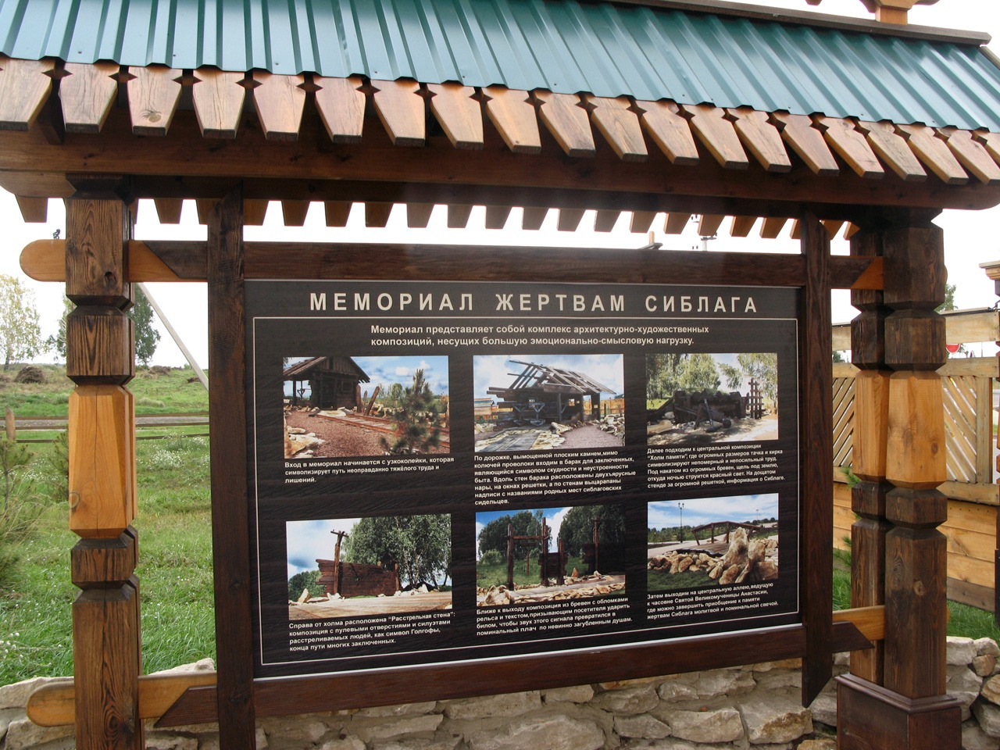 МЕМОРИАЛ ЖЕРТВАМ СИБЛАГА
Мемориал представляет собой комплекс архитектурно-художественных
композиций, несущих большую эмоционально-смысловую нагрузку.
Вход в мемориал начинается с узкоколейки, которая
символизирует путь неоправданно тяжёлого труда и
лишений.
По дорожке, вымощенной плоским камнем,мимо
колючей проволоки входим в барак для заключенных,
являющийся символом скудности и неустроенности
быта. Вдоль стен барака расположены двухъярусные
нары, на окнах решетки, а по стенам выцарапаны
надписи с названиями родных мест сиблаговских
сидельцев.
Далее подходим к центральной композиции
"Холм памяти", где огромных размеров тачка и кирка
символизируют непомерный и непосильный труд.
Под накатом из огромных бревен, щель под землю,
откуда ночью струится красный свет. На дощатом
стенде за огромной решеткой, информация о Сиблаге.
Справа от холма расположена "Расстрельная стена":
композиция с пулевыми отверстиями и силуэтами
расстреливаемых людей, как символ Голгофы,
конца пути многих заключенных.
Ближе к выходу композиция из бревен с обломками
рельса и текстом,призывающим посетителя ударить
билом, чтобы звук этого сигнала превратился в
поминальный плач по невинно загубленным душам.
Затем выходим на центральную аллею,ведущую
к часовне Святой Великомученицы Анастасии,
где можно завершить приобщение к памяти
жертвам Сиблага молитвой и поминальной свечой.